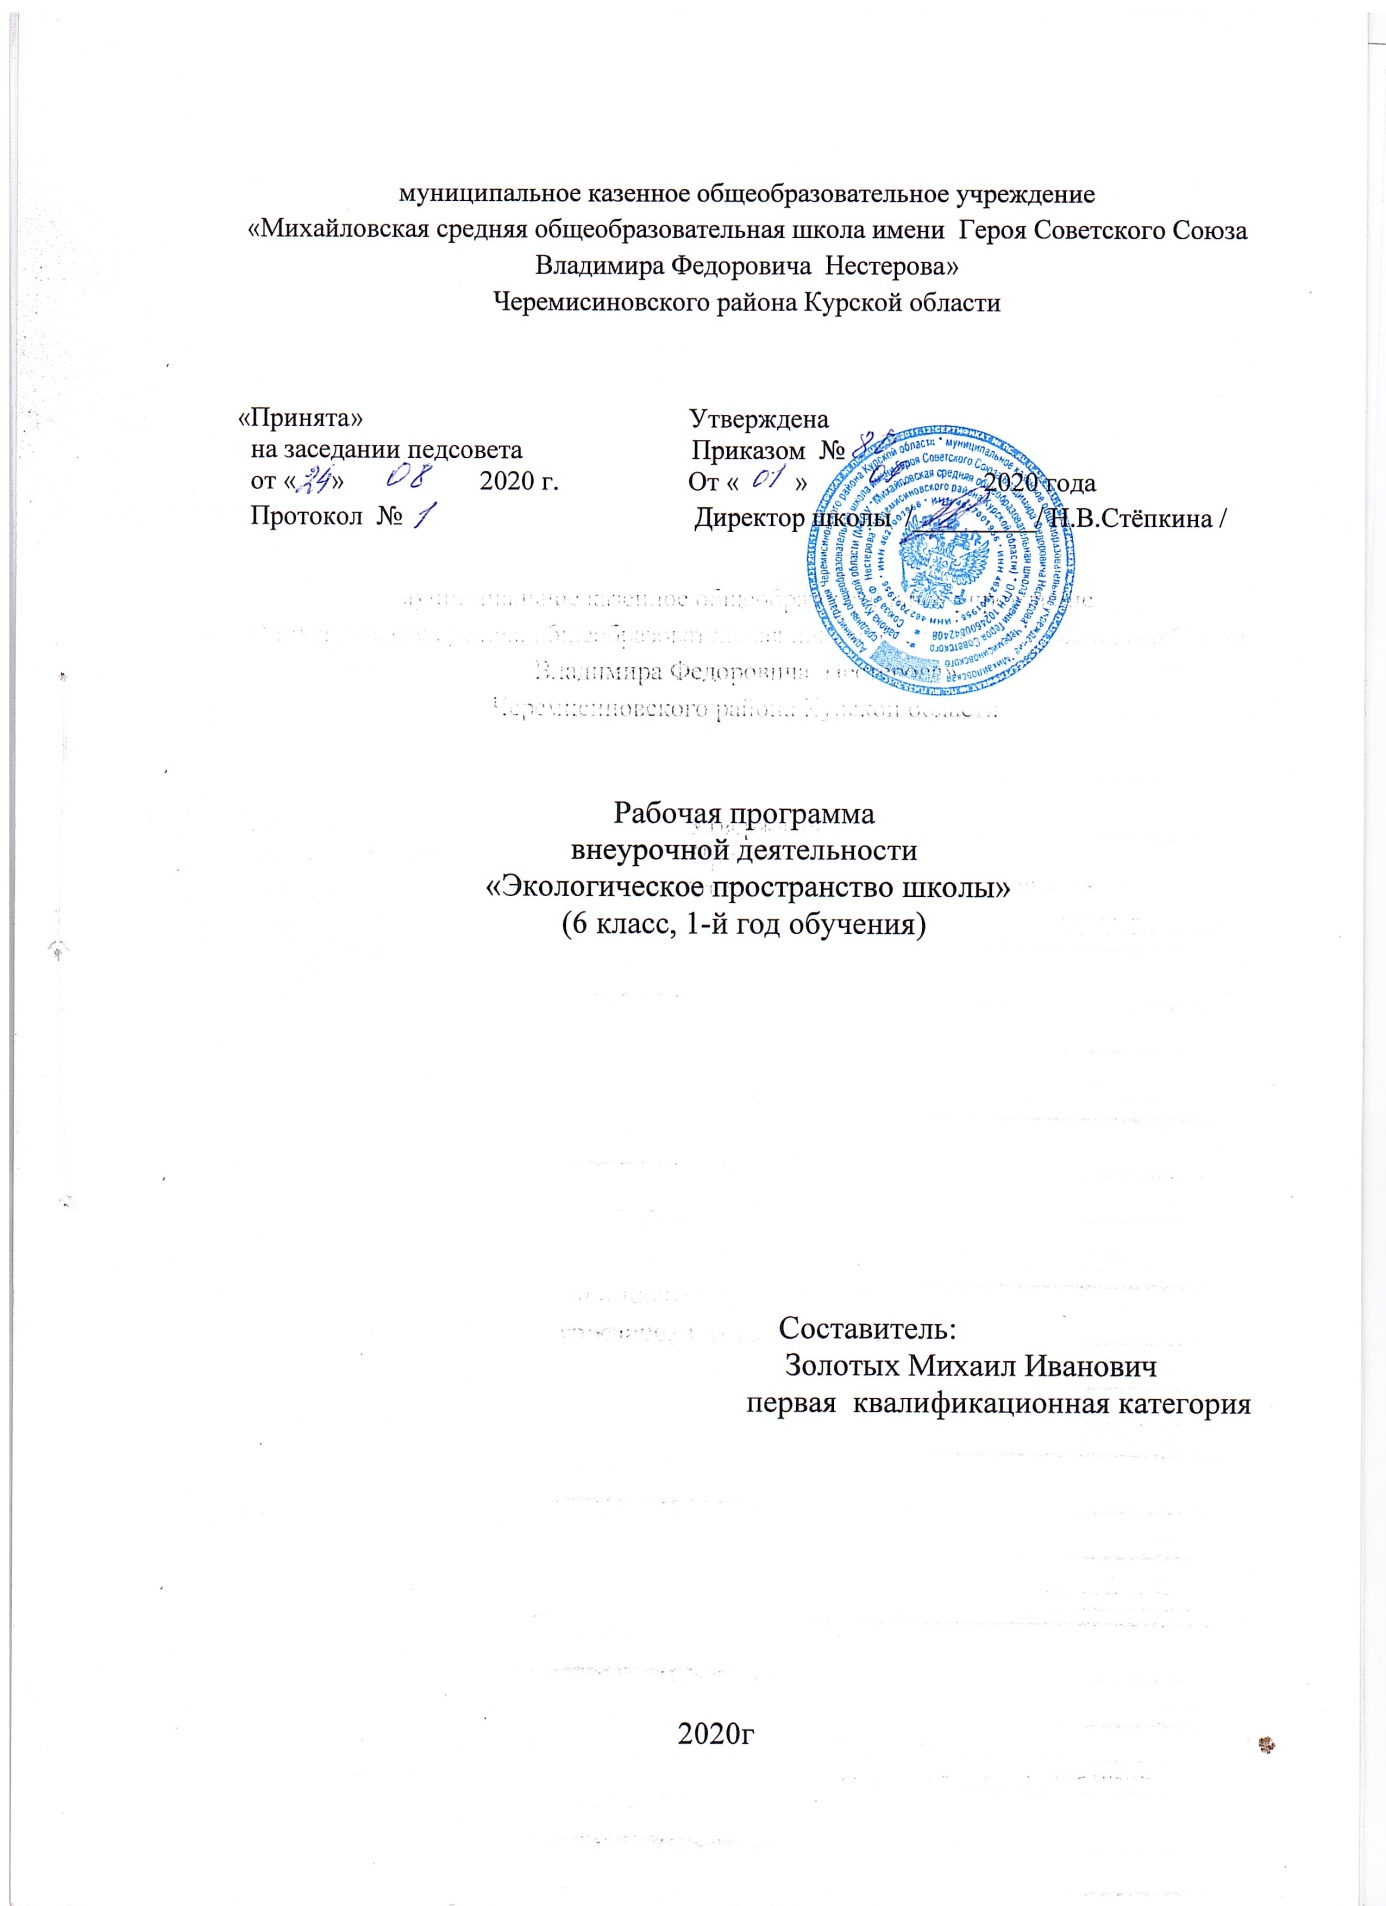 муниципальное казенное общеобразовательное учреждение
«Михайловская средняя общеобразовательная школа имени Героя Советского Союза
Владимира Федоровича Нестерова»
Черемисиновского района Курской области
«Принята»
на заседании педсовета
от « » 08 2020 г.
Протокол № 1
Утверждена
Приказом №
От « 01 » 2020 года
Директор школы /_________/ Н.В.Стёпкина /
Рабочая программа
внеурочной деятельности
«Экологическое пространство школы»
(6 класс, 1-й год обучения)
Составитель:
Золотых Михаил Иванович
первая квалификационная категория
2020г